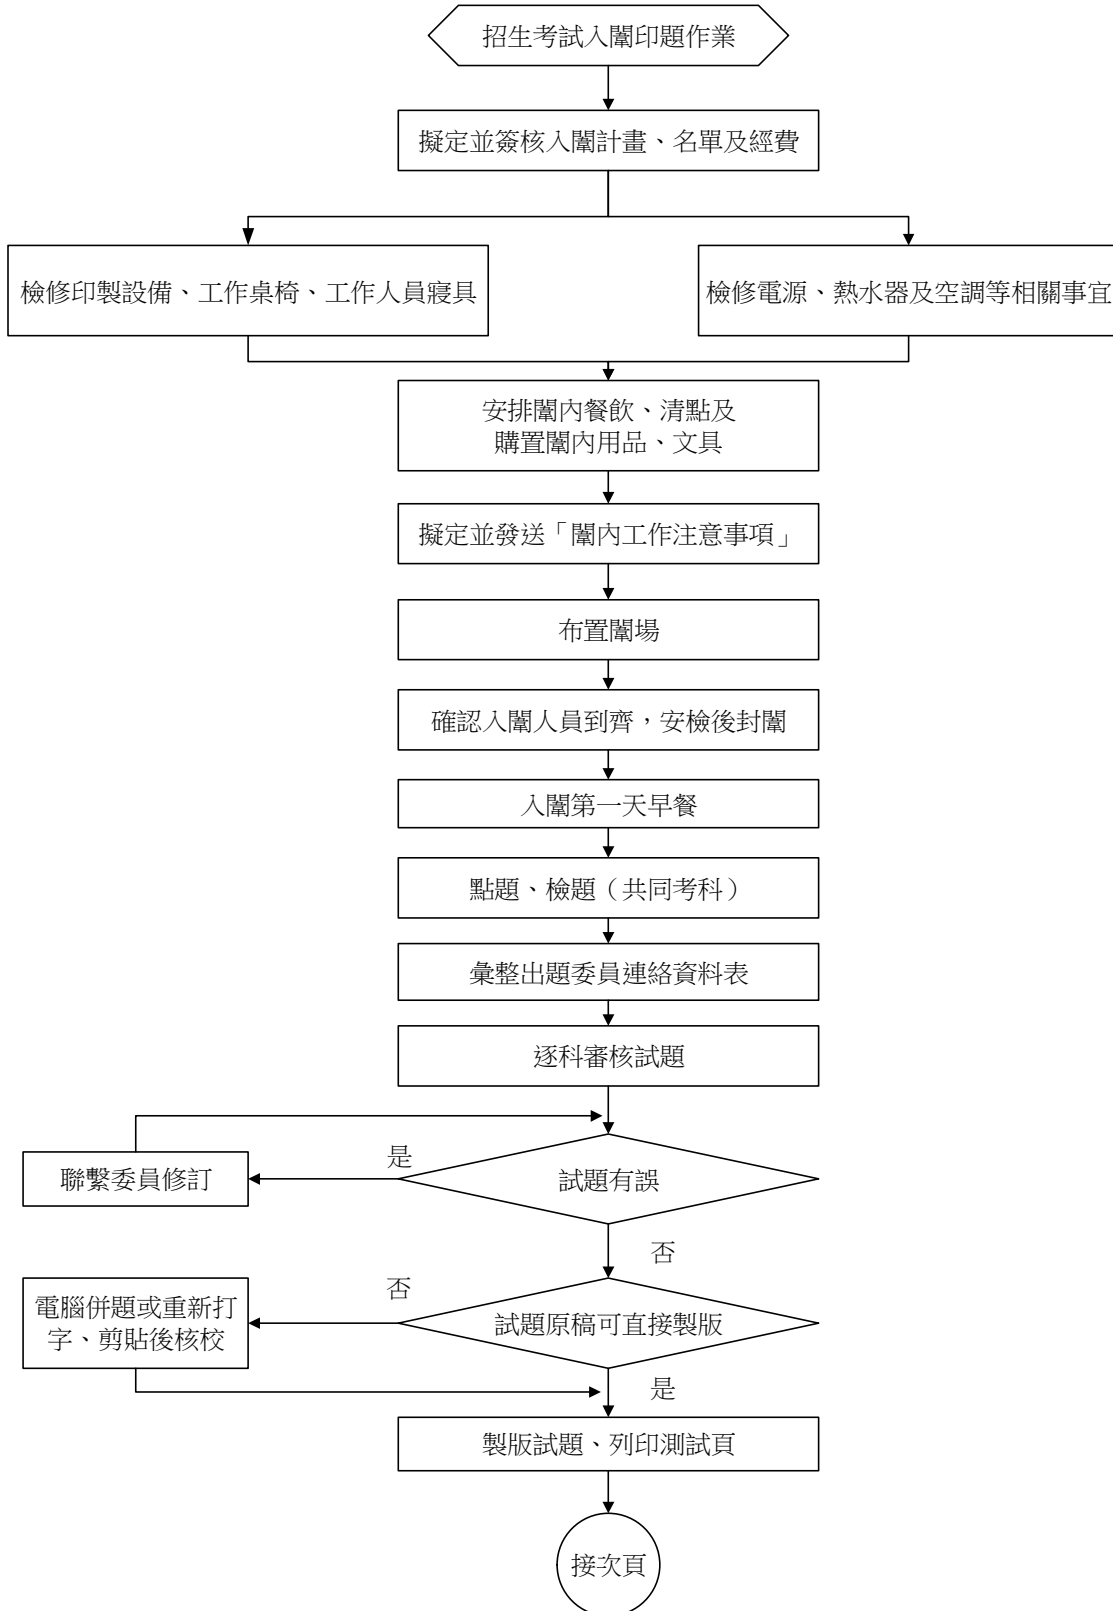 招生考試入闈印題作業
擬定並簽核入闈計畫、名單及經費
檢修印製設備、工作桌椅、工作人員寢具
檢修電源、熱水器及空調等相關事宜
安排闈內餐飲、清點及
購置闈內用品、文具
擬定並發送「闈內工作注意事項」
布置闈場
確認入闈人員到齊，安檢後封闈
入闈第一天早餐
點題、檢題（共同考科）
彙整出題委員連絡資料表
逐科審核試題
是
聯繫委員修訂
試題有誤
否
電腦併題或重新打
字、剪貼後核校
否
試題原稿可直接製版
是
製版試題、列印測試頁
接次頁